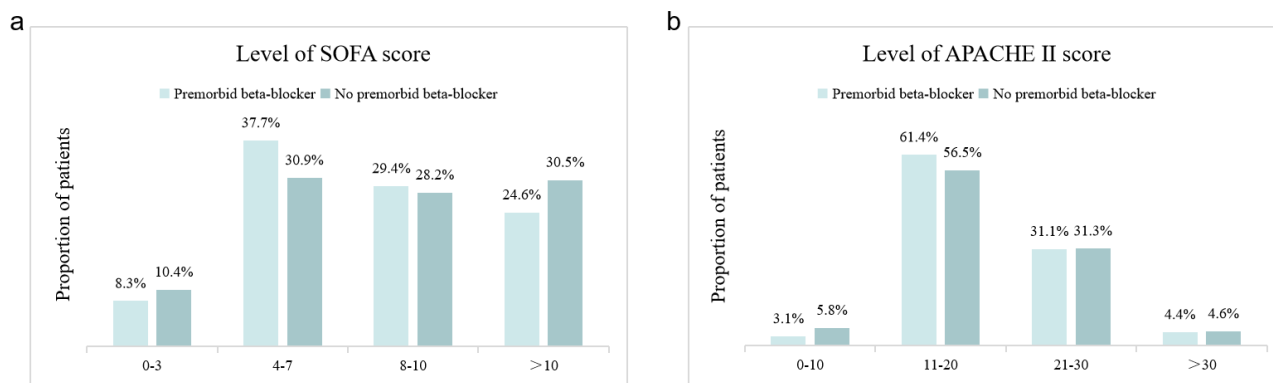 a
Level of SOFA score
Premorbid beta-blocker No premorbid beta-blocker
Proportion of patients
8.3% 10.4% 37.7% 30.9% 29.4% 28.2% 24.6% 30.5%
0-3 4-7 8-10 ＞10
b
Level of APACHE II score
Premorbid beta-blocker No premorbid beta-blocker
Proportion of patients
3.1% 5.8% 61.4% 56.5% 31.1% 31.3% 4.4% 4.6%
0-10 11-20 21-30 ＞30